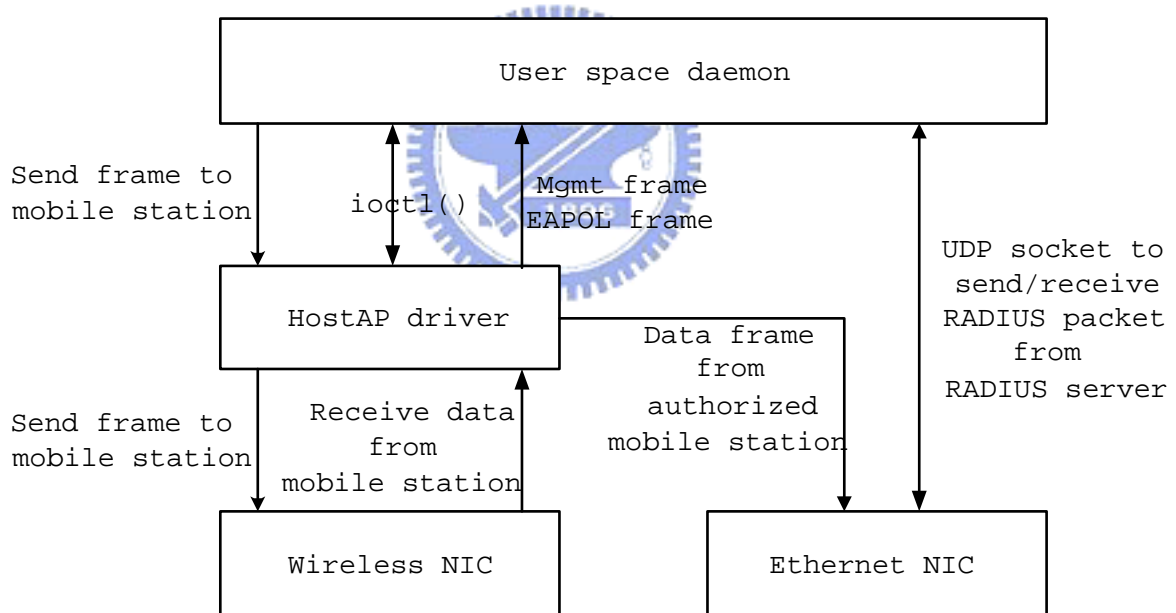 User space daemon
Send frame to
mobile station
ioctl()
Mgmt frame
EAPOL frame
1896
UDP socket to
send/receive
RADIUS packet
from
RADIUS server
HostAP driver
Data frame
from
authorized
mobile station
Send frame to
mobile station
Receive data
from
mobile station
Wireless NIC
Ethernet NIC